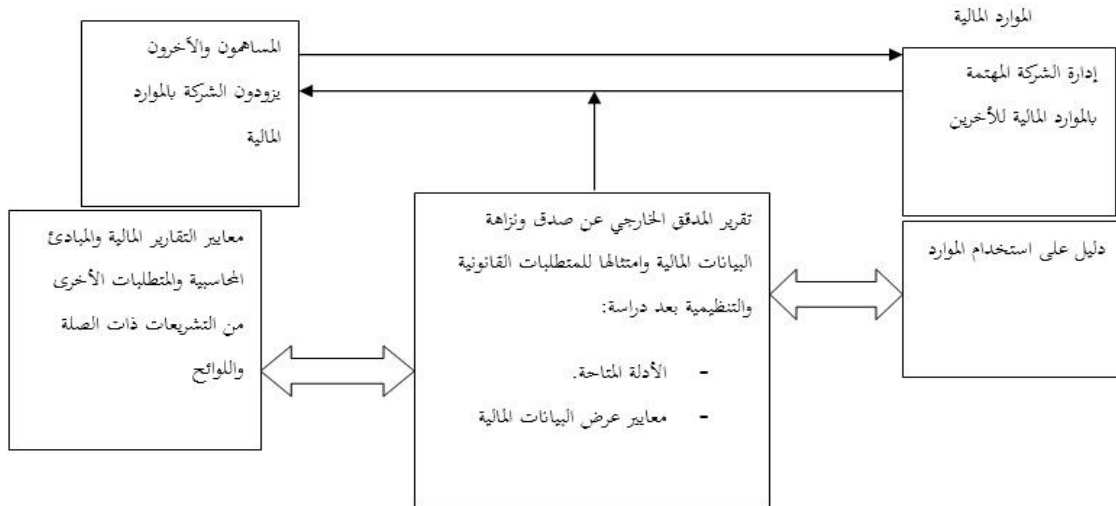 الموارد المالية
إدارة الشركة المهتمة
بالموارد المالية للأخرين
المساهمون والآخرون
يزودون الشركة بالموارد
المالية
دليل على استخدام الموارد
تقرير المدقق الخارجي عن صدق ونزاهة
البيانات المالية وامتثالها للمتطلبات القانونية
والتنظيمية بعد دراسة:
- الأدلة المتاحة.
- معايير عرض البيانات المالية
معايير التقارير المالية والمبادئ
المحاسبية والمتطلبات الأخرى
من التشريعات ذات الصلة
واللوائح